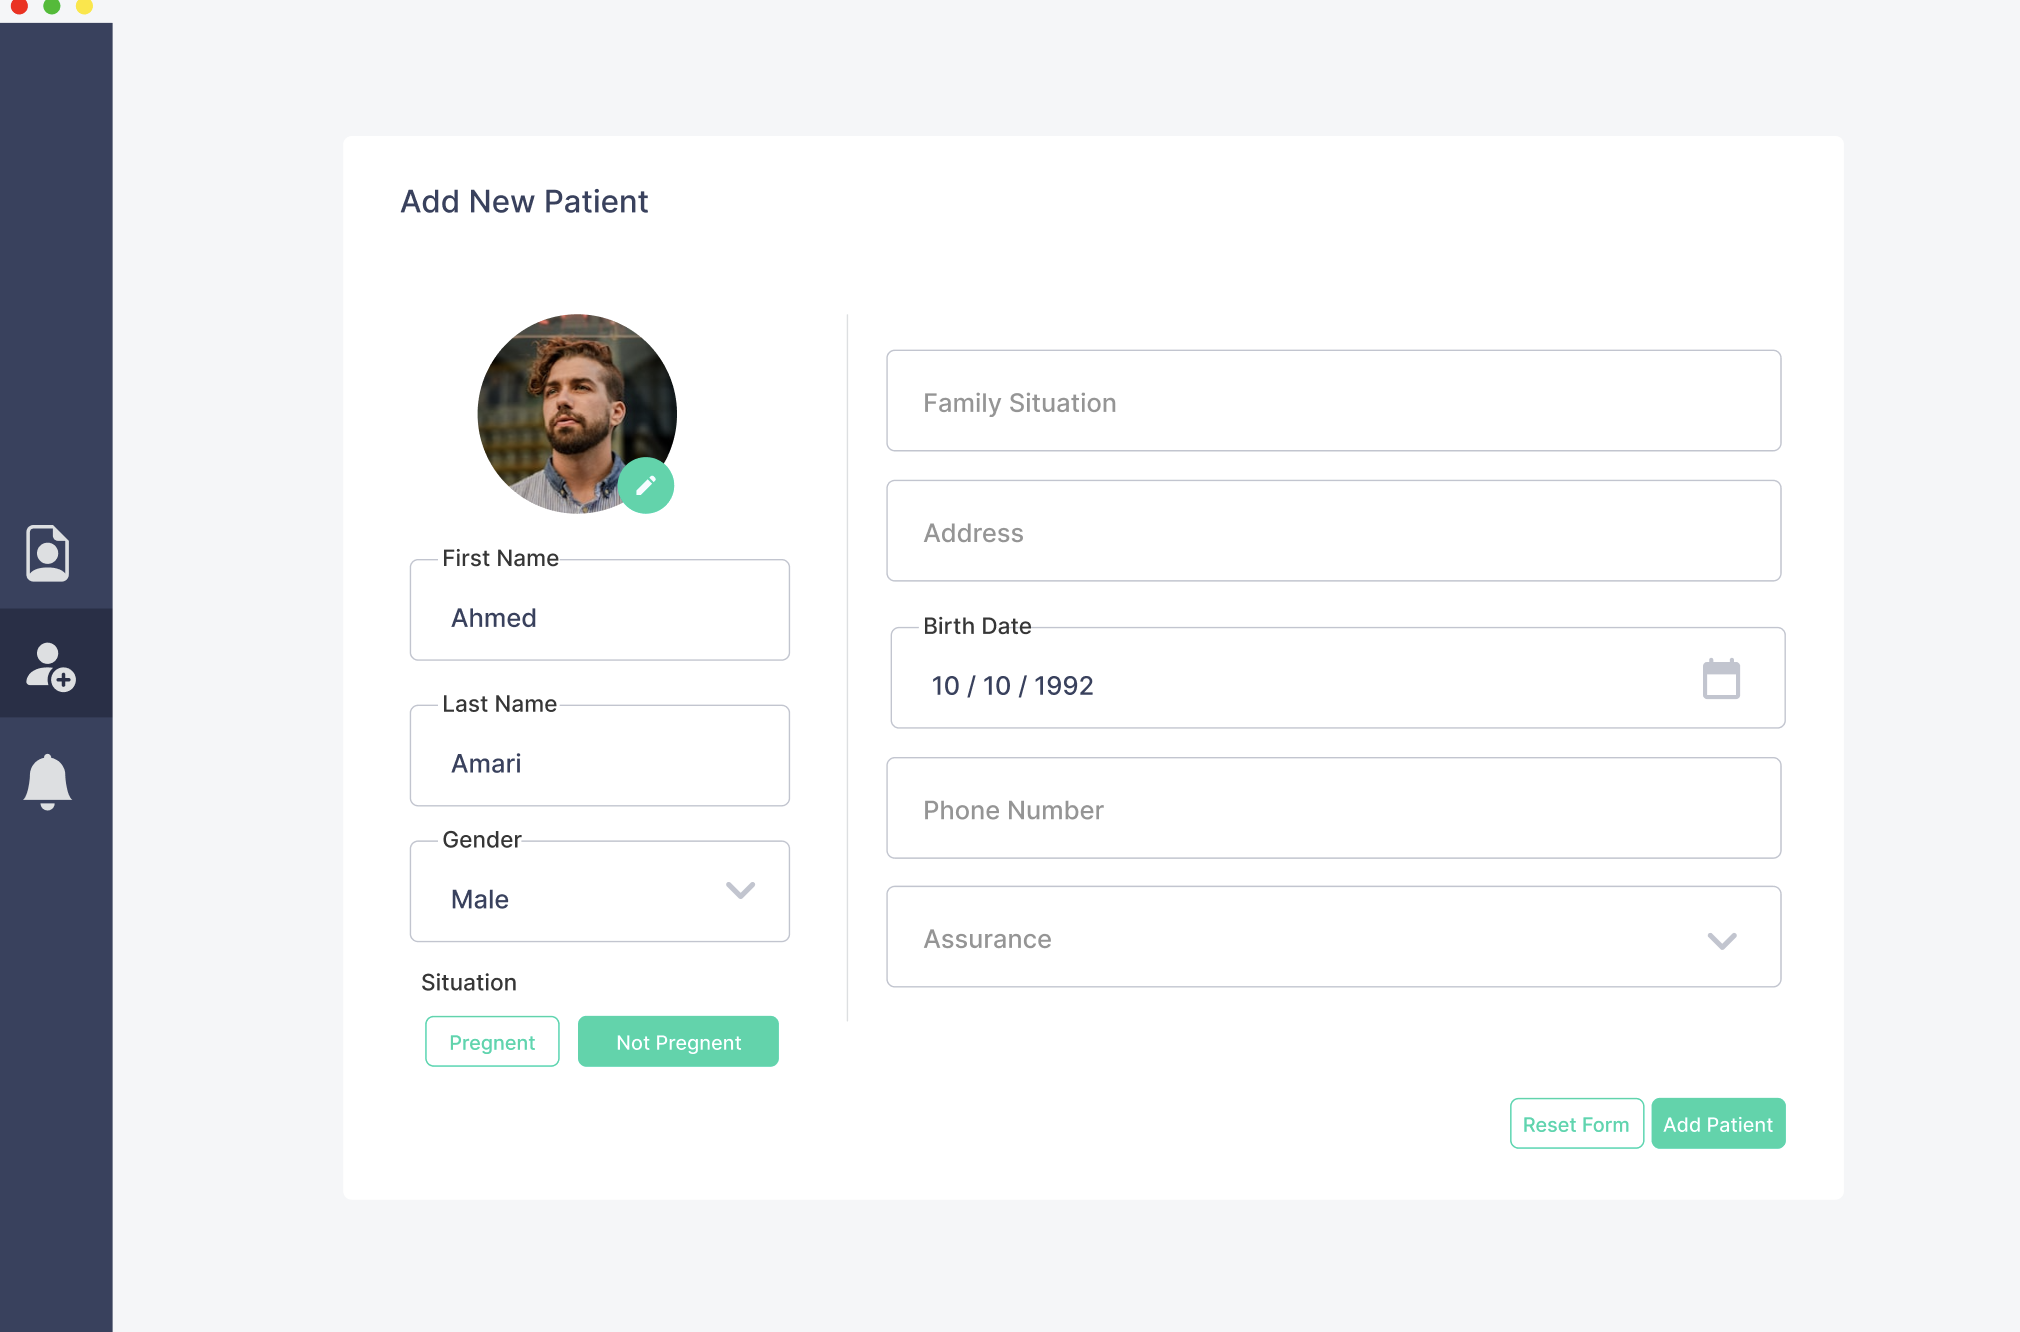 Add New Patient
First Name
Ahmed
Last Name
Amari
Gender
Male
Situation
Pregnent
Not Pregnent
Family Situation
Address
Birth Date
10 / 10 / 1992
Phone Number
Assurance
Reset Form
Add Patient